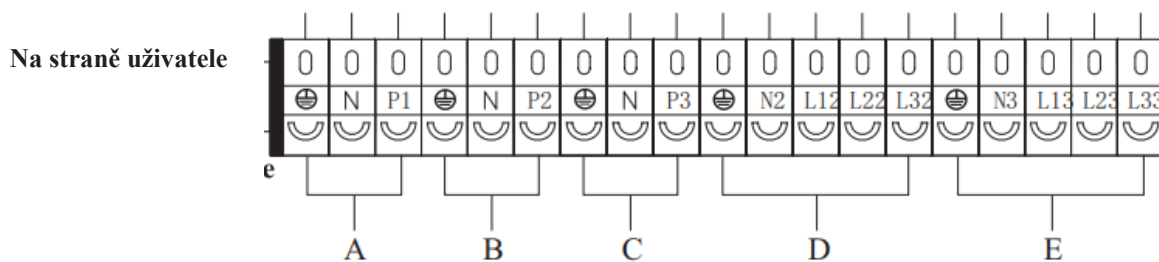 Na straně uživatele
N P1 N P2 N P3 N2 L12 L22 L32 N3 L13 L23 L33
e
A B C D E